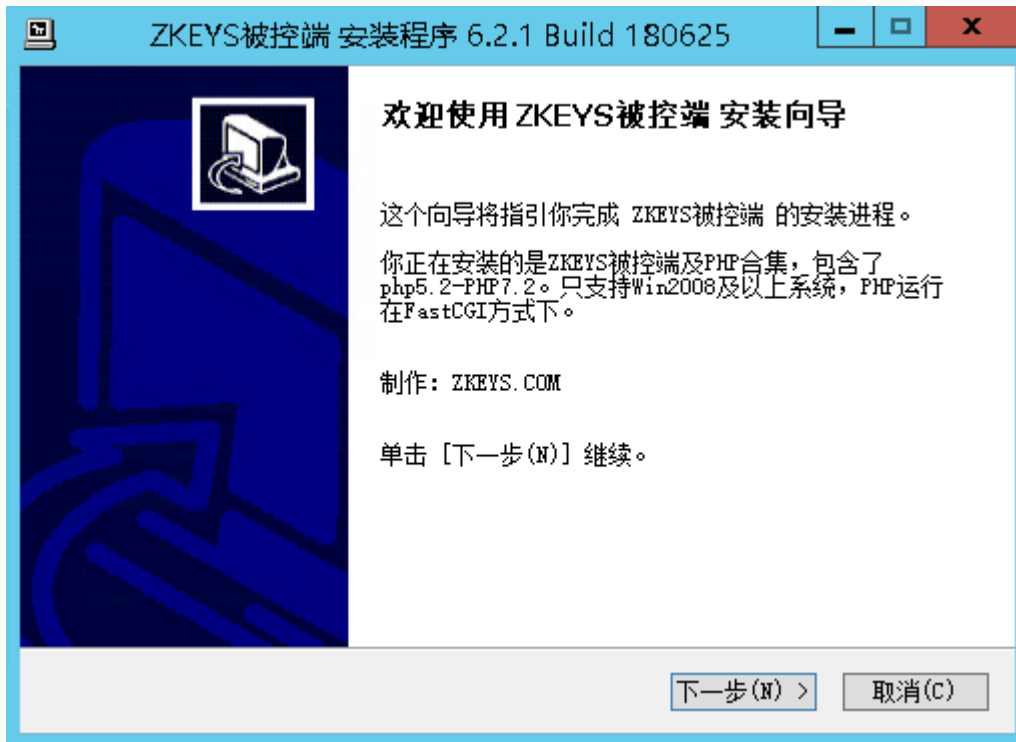 ZKEYS被控端 安装程序 6.2.1 Build 180625
欢迎使用 ZKEYS被控端 安装向导
这个向导将指引你完成 ZKEYS被控端 的安装进程。
你正在安装的是ZKEYS被控端及PHP合集，包含了
php5.2-PHP7.2。只支持Win2008及以上系统，PHP运行
在FastCGI方式下。
制作：ZKEYS.COM
单击 [下一步(N)] 继续。
下一步(N) >
取消(C)